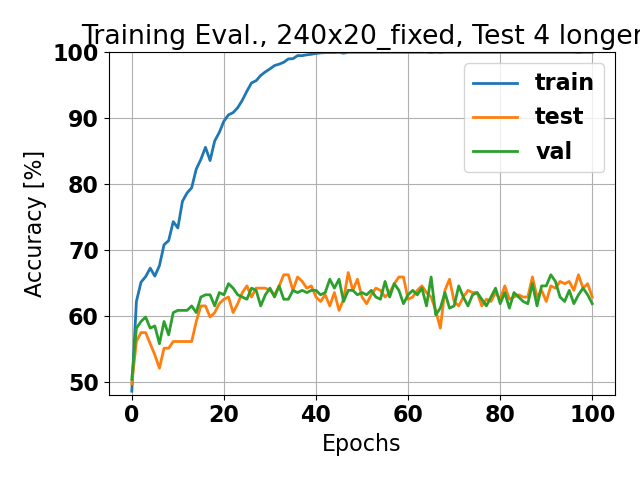 Training Eval., 240x20_fixed, Test 4 longer
100
90
80
70
60
50
Accuracy [%]
train
test
val
0 20 40 60 80 100
Epochs